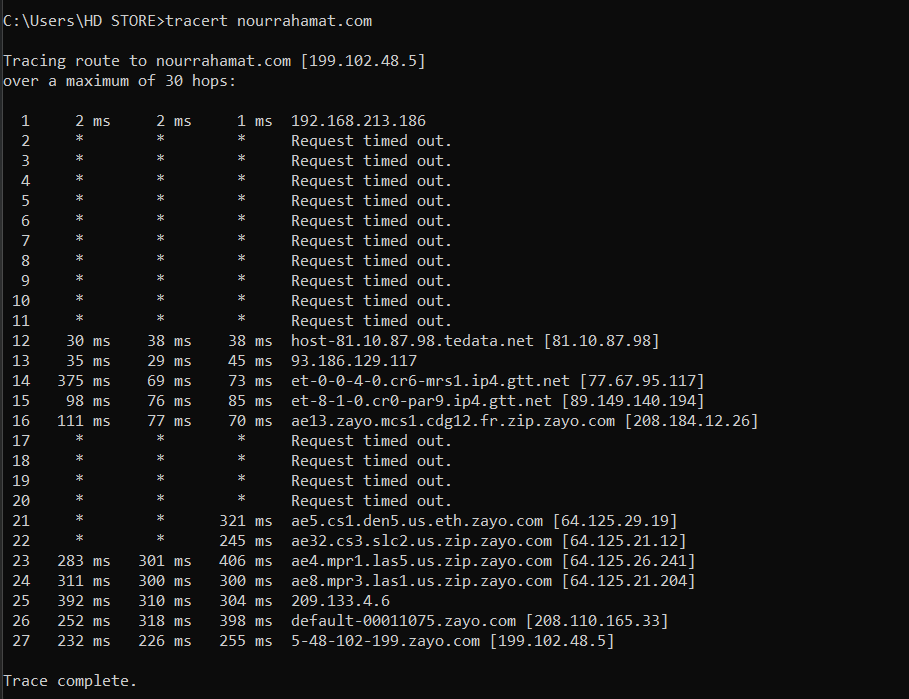 C:\Users\HD STORE>tracert nourrahamat.com
Tracing route to nourrahamat.com [199.102.48.5]
over a maximum of 30 hops:
1 2 ms 2 ms 1 ms 192.168.213.186
2 * * * Request timed out.
3 * * * Request timed out.
4 * * * Request timed out.
5 * * * Request timed out.
6 * * * Request timed out.
7 * * * Request timed out.
8 * * * Request timed out.
9 * * * Request timed out.
10 * * * Request timed out.
11 * * * Request timed out.
12 30 ms 38 ms 38 ms host-81.10.87.98.tedata.net [81.10.87.98]
13 35 ms 29 ms 45 ms 93.186.129.117
14 375 ms 69 ms 73 ms et-0-0-4-0.cr6-mrs1.ip4.gtt.net [77.67.95.117]
15 98 ms 76 ms 85 ms et-8-1-0.cr0-par9.ip4.gtt.net [89.149.140.194]
16 111 ms 77 ms 70 ms ae13.zayo.mcs1.cdg12.fr.zip.zayo.com [208.184.12.26]
17 * * * Request timed out.
18 * * * Request timed out.
19 * * * Request timed out.
20 * * * Request timed out.
21 * * 321 ms ae5.cs1.den5.us.eth.zayo.com [64.125.29.19]
22 * * 245 ms ae32.cs3.slc2.us.zip.zayo.com [64.125.21.12]
23 283 ms 301 ms 406 ms ae4.mpr1.las5.us.zip.zayo.com [64.125.26.241]
24 311 ms 300 ms 300 ms ae8.mpr3.las1.us.zip.zayo.com [64.125.21.204]
25 392 ms 310 ms 304 ms 209.133.4.6
26 252 ms 318 ms 398 ms default-00011075.zayo.com [208.110.165.33]
27 232 ms 226 ms 255 ms 5-48-102-199.zayo.com [199.102.48.5]
Trace complete.